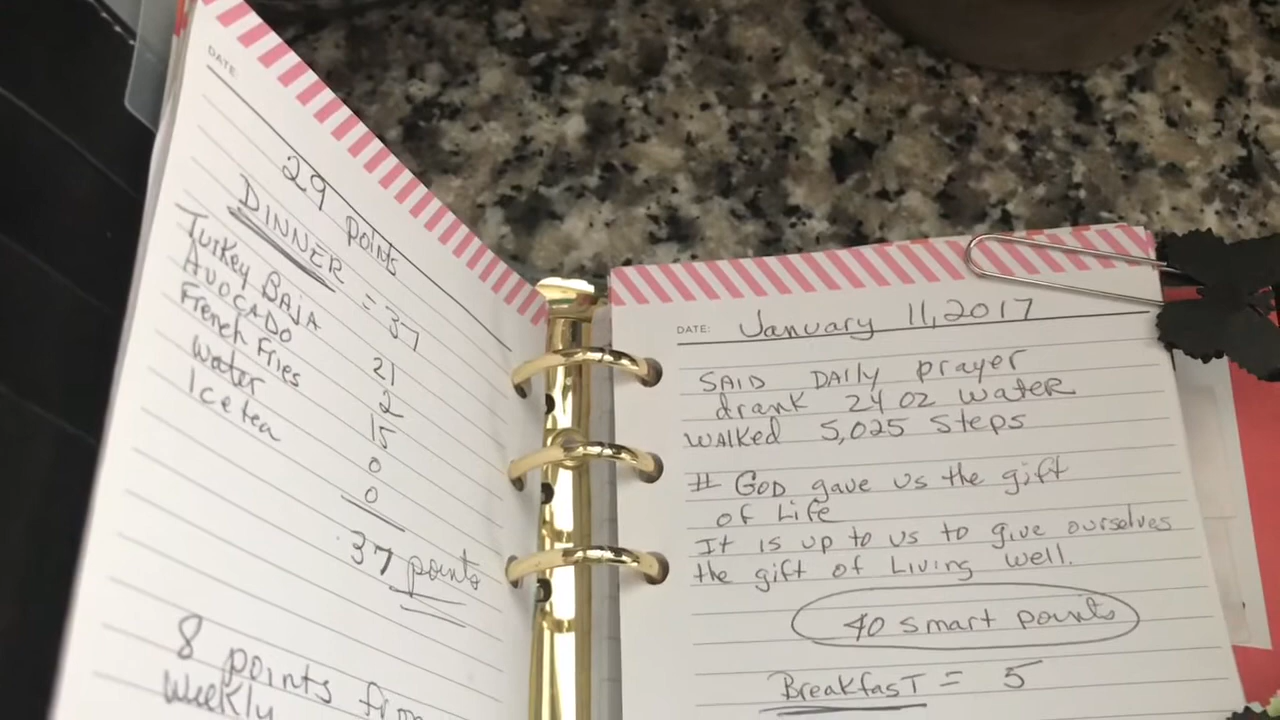 DATE:
29 points
DINNER = 37
Turkey BAJA 21
AVOCADO 2
French Fries 15
water 0
Ice tea 0
37 points
8 points from
weekly
DATE: January 11, 2017
SAID DAILY prayer
drank 24 oz water
WALKED 5,025 Steps
# GOD gave us the gift
of Life
It is up to us to give ourselves
the gift of Living well.
40 smart points
BreakfasT = 5